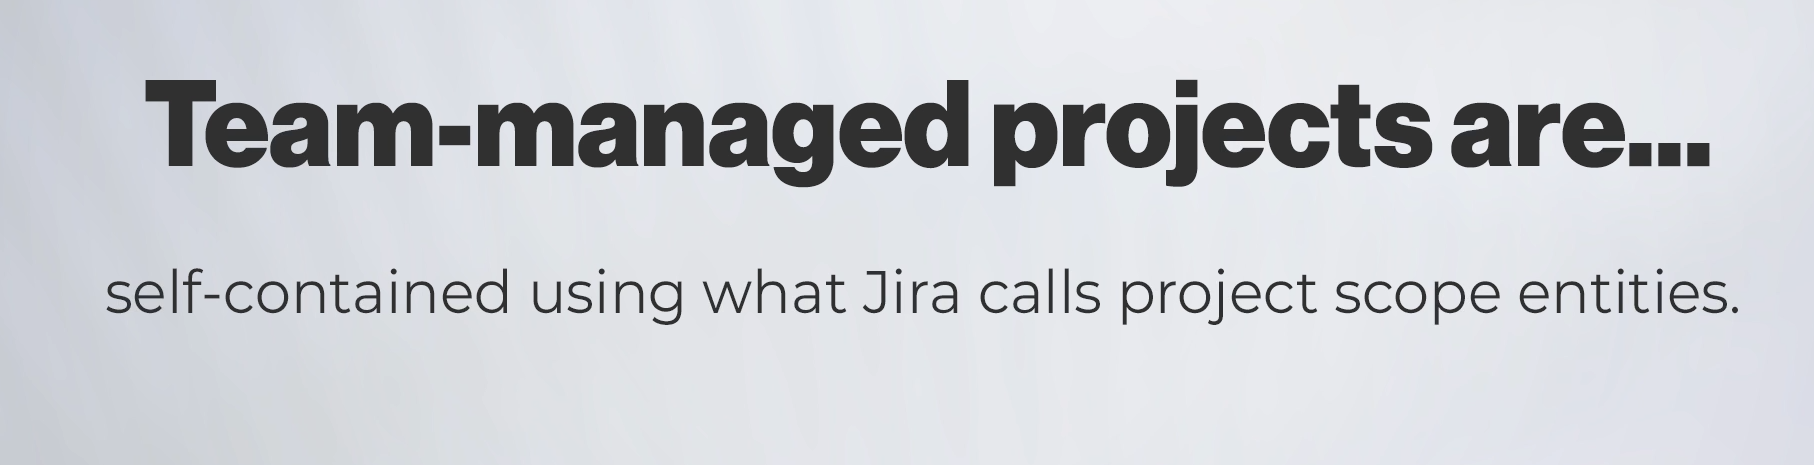 Team-managed projects are...
self-contained using what Jira calls project scope entities.